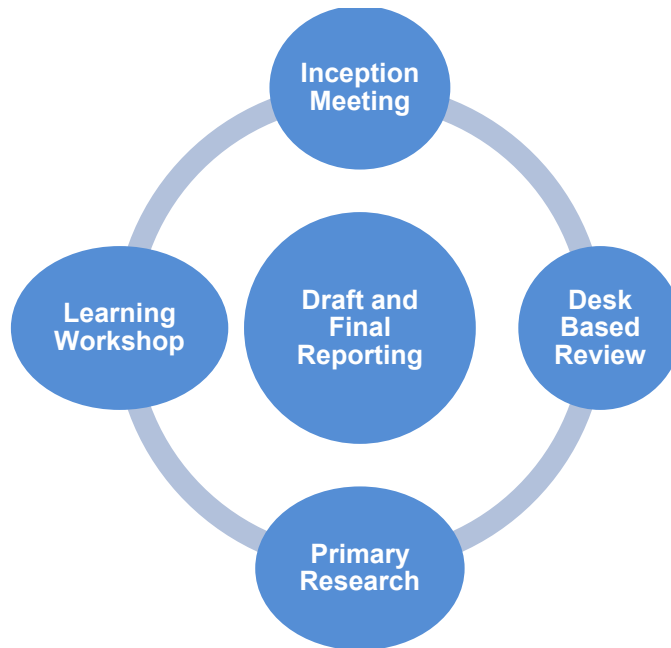 Inception
Meeting
Learning
Workshop
Draft and
Final
Reporting
Desk
Based
Review
Primary
Research